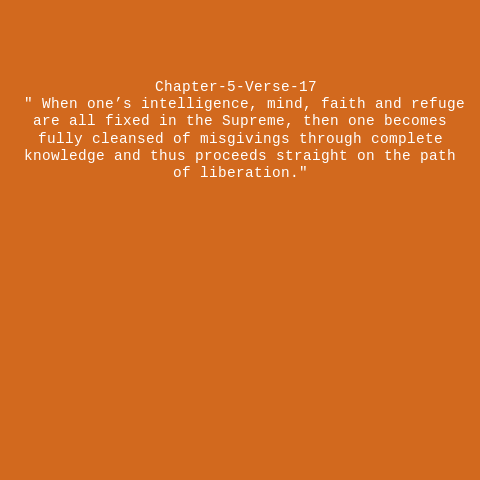 Chapter-5-Verse-17
" When one’s intelligence, mind, faith and refuge
are all fixed in the Supreme, then one becomes
fully cleansed of misgivings through complete
knowledge and thus proceeds straight on the path
of liberation."